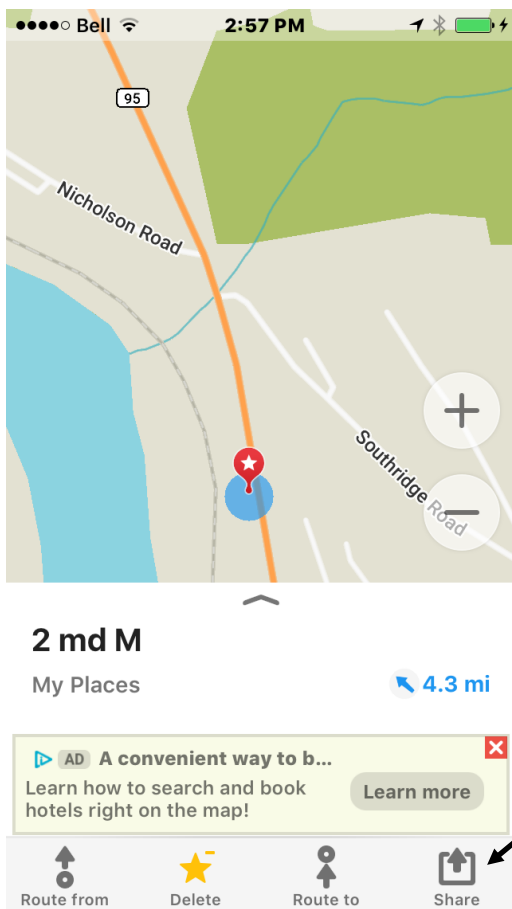 Bell 2:57 PM
95
Nicholson Road
Southridge Road
2 md M
My Places
4.3 mi
AD A convenient way to b...
Learn how to search and book
hotels right on the map!
Learn more
Route from Delete Route to Share